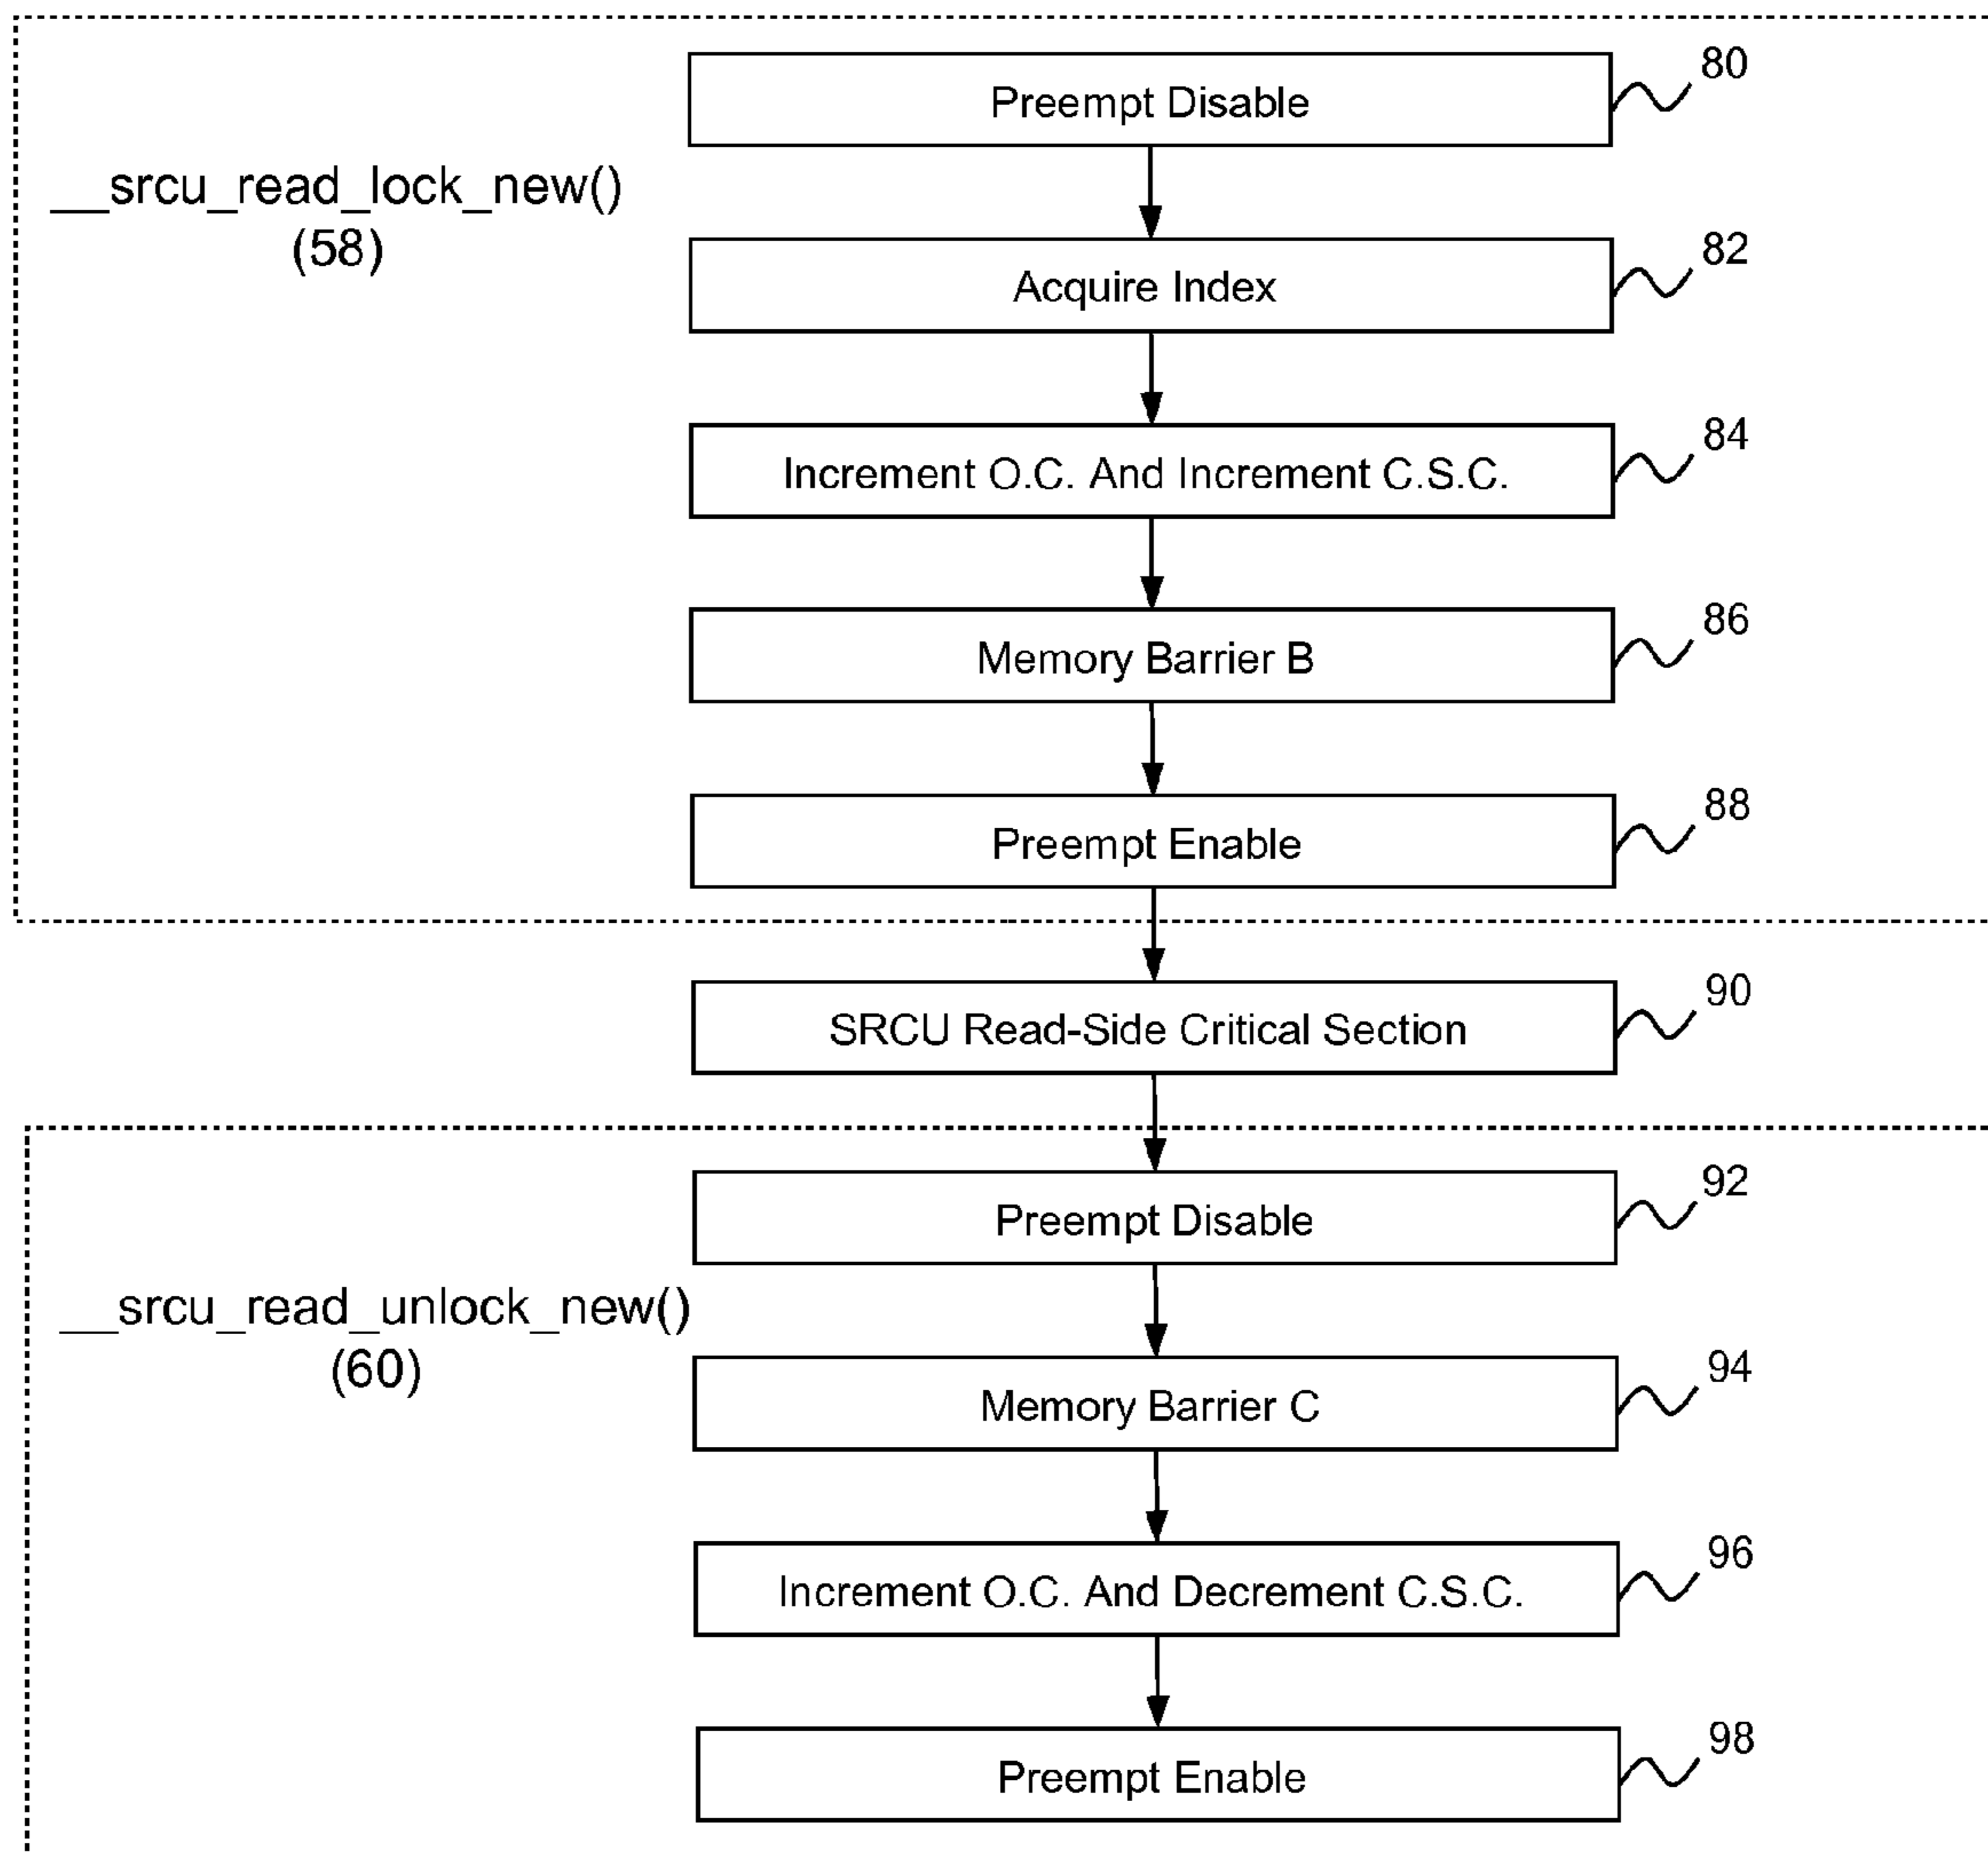 Preempt Disable
80
__srcu_read_lock_new()
(58)
Acquire Index
82
Increment O.C. And Increment C.S.C.
84
Memory Barrier B
86
Preempt Enable
88
SRCU Read-Side Critical Section
90
Preempt Disable
92
__srcu_read_unlock_new()
(60)
Memory Barrier C
94
Increment O.C. And Decrement C.S.C.
96
Preempt Enable
98